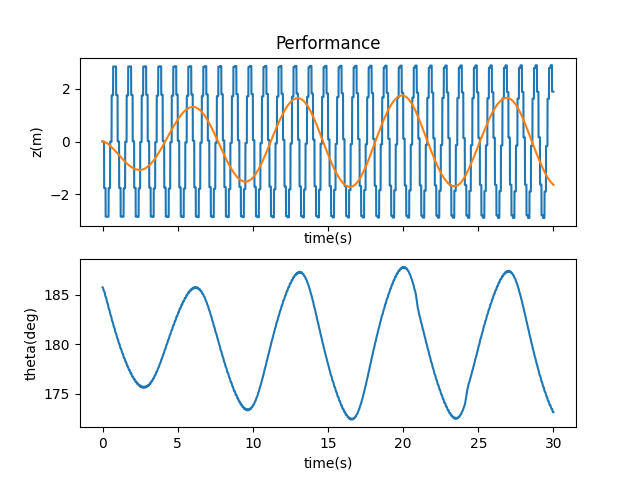 Performance
z(m)
2
0
−2
time(s)
theta(deg)
185
180
175
0 5 10 15 20 25 30
time(s)